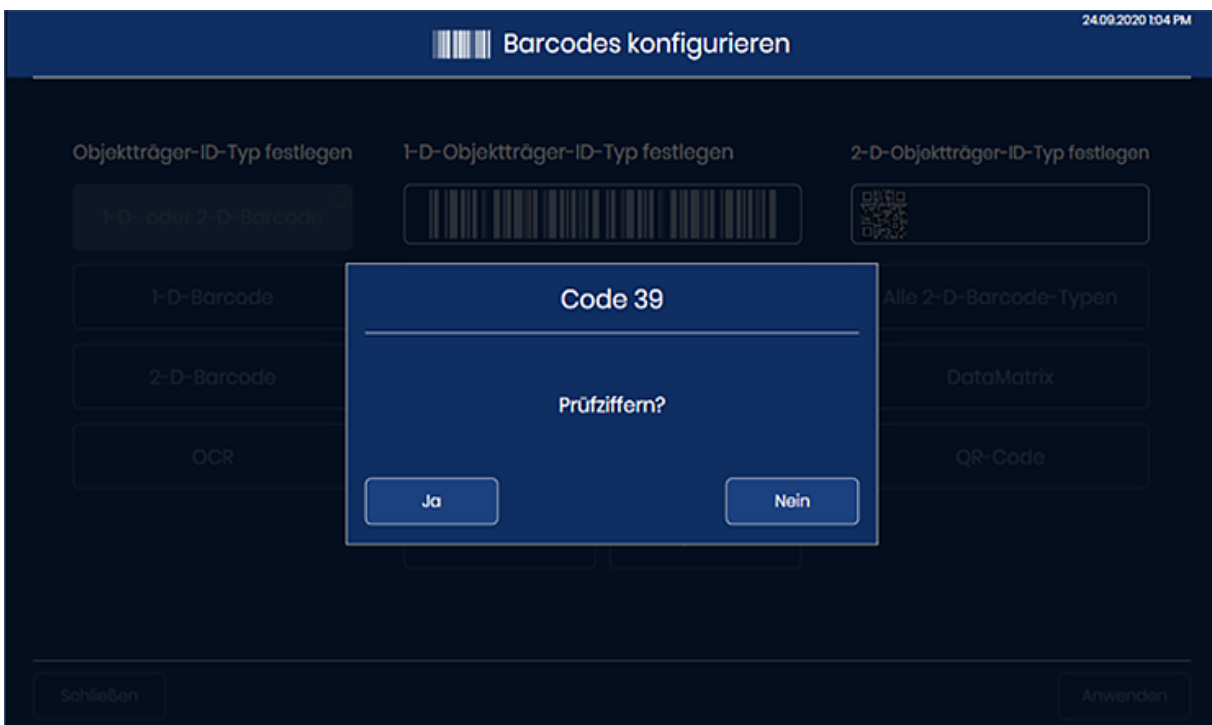 24.09.2020 1:04 PM
Barcodes konfigurieren
Objektträger-ID-Typ festlegen
1-D-Objektträger-ID-Typ festlegen
2-D-Objektträger-ID-Typ festlegen
1-D- oder 2-D-Barcode
1-D-Barcode
Alle 2-D-Barcode-Typen
2-D-Barcode
DataMatrix
OCR
QR-Code
Code 39
Prüfziffern?
Ja
Nein
Schließen
Anwenden